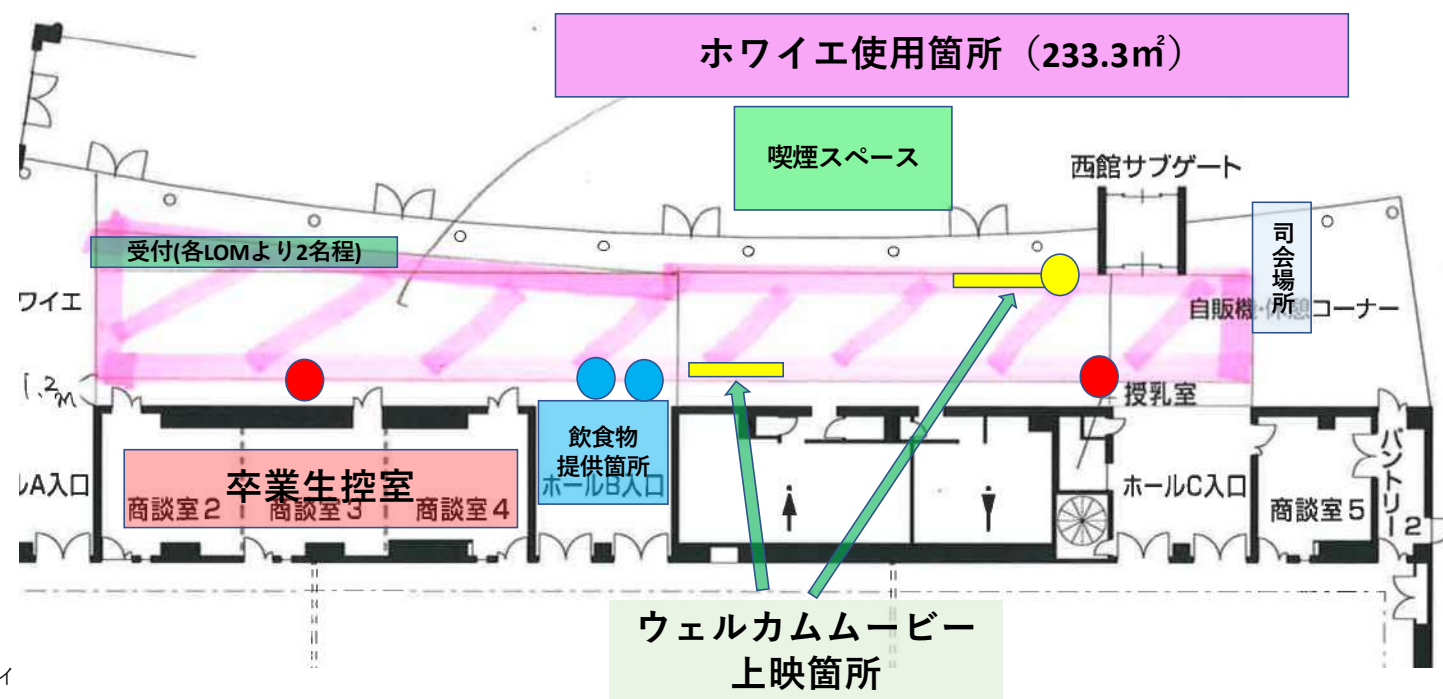 ホワイエ使用箇所（233.3㎡）
喫煙スペース
西館サブゲート
受付(各LOMより2名程)
司会場所
ワイエ
自販機・休憩コーナー
1.2m
授乳室
飲食物
提供箇所
パントリー2
卒業生控室
ルA入口
ホールB入口
ホールC入口
商談室2
商談室3
商談室4
商談室5
ウェルカムムービー
上映箇所
イ